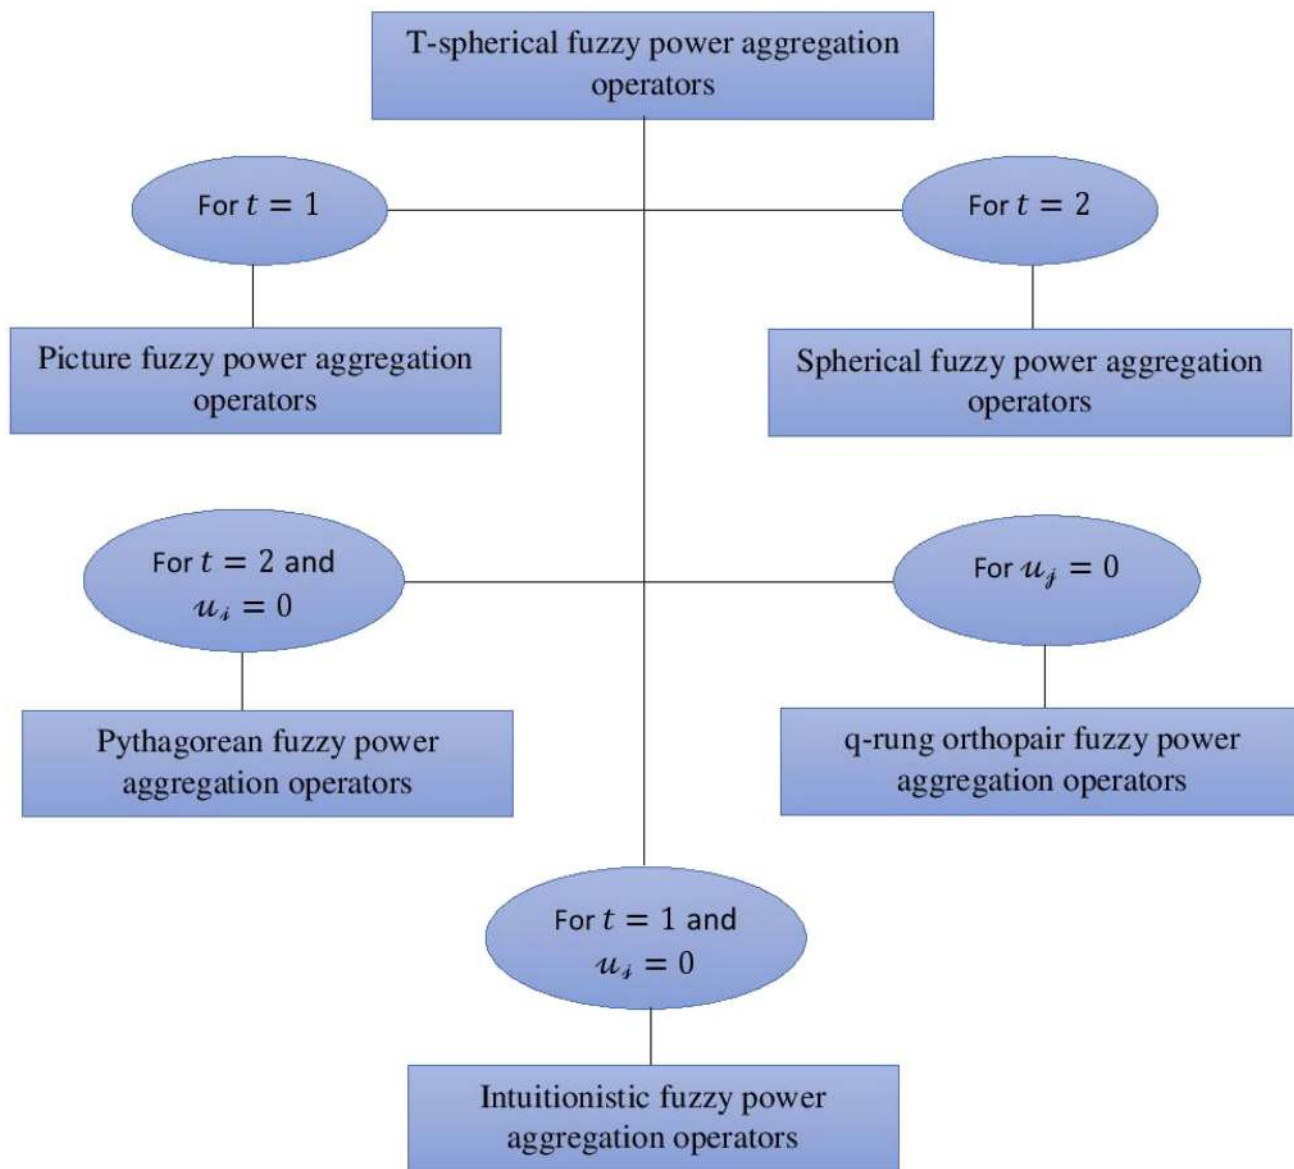 T-spherical fuzzy power aggregation
operators
For t = 1
For t = 2
Picture fuzzy power aggregation
operators
Spherical fuzzy power aggregation
operators
For t = 2 and
u_j = 0
For u_j = 0
Pythagorean fuzzy power
aggregation operators
q-rung orthopair fuzzy power
aggregation operators
For t = 1 and
u_j = 0
Intuitionistic fuzzy power
aggregation operators